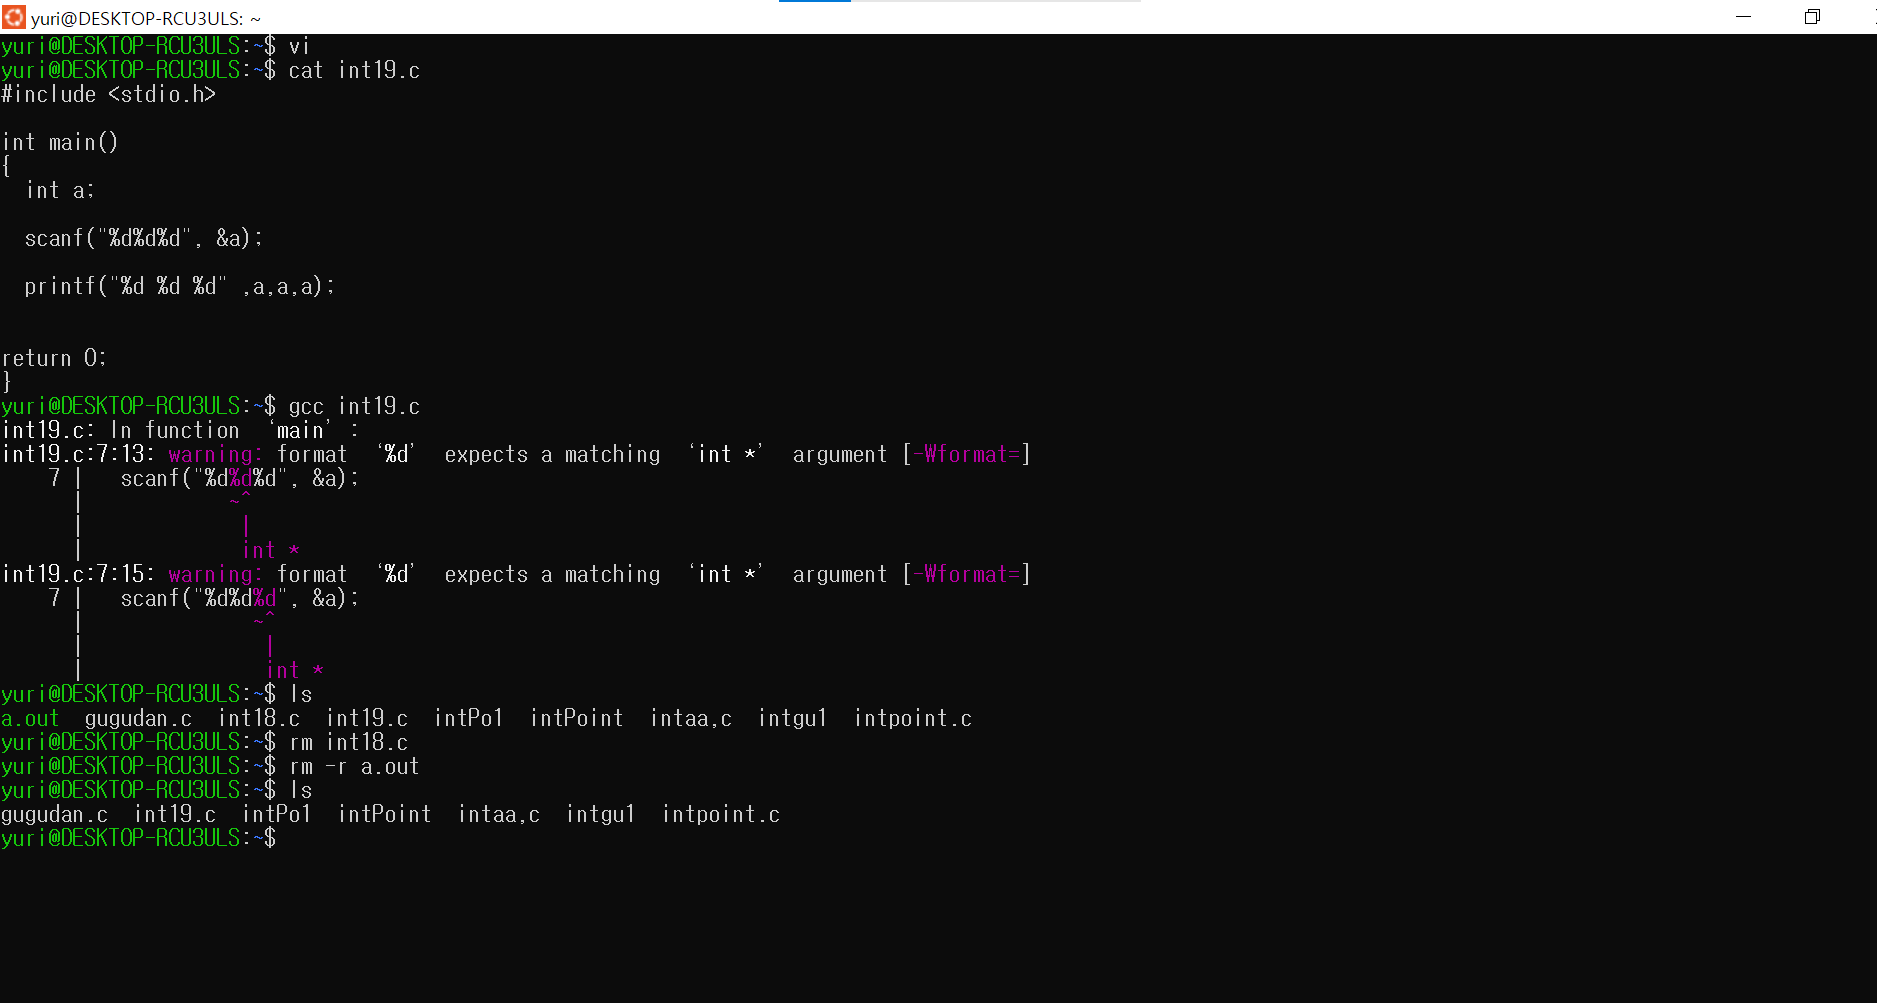 yuri@DESKTOP-RCU3ULS: ~
yuri@DESKTOP-RCU3ULS:~$ vi
yuri@DESKTOP-RCU3ULS:~$ cat int19.c
#include <stdio.h>
int main()
{
  int a;
  scanf("%d%d%d", &a);
  printf("%d %d %d" ,a,a,a);
return 0;
}
yuri@DESKTOP-RCU3ULS:~$ gcc int19.c
int19.c: In function ‘main’:
int19.c:7:13: warning: format ‘%d’ expects a matching ‘int *’ argument [-Wformat=]
    7 |   scanf("%d%d%d", &a);
      |            ~^
      |             |
      |             int *
int19.c:7:15: warning: format ‘%d’ expects a matching ‘int *’ argument [-Wformat=]
    7 |   scanf("%d%d%d", &a);
      |              ~^
      |               |
      |               int *
yuri@DESKTOP-RCU3ULS:~$ ls
a.out  gugudan.c  int18.c  int19.c  intPo1  intPoint  intaa,c  intgu1  intpoint.c
yuri@DESKTOP-RCU3ULS:~$ rm int18.c
yuri@DESKTOP-RCU3ULS:~$ rm -r a.out
yuri@DESKTOP-RCU3ULS:~$ ls
gugudan.c  int19.c  intPo1  intPoint  intaa,c  intgu1  intpoint.c
yuri@DESKTOP-RCU3ULS:~$